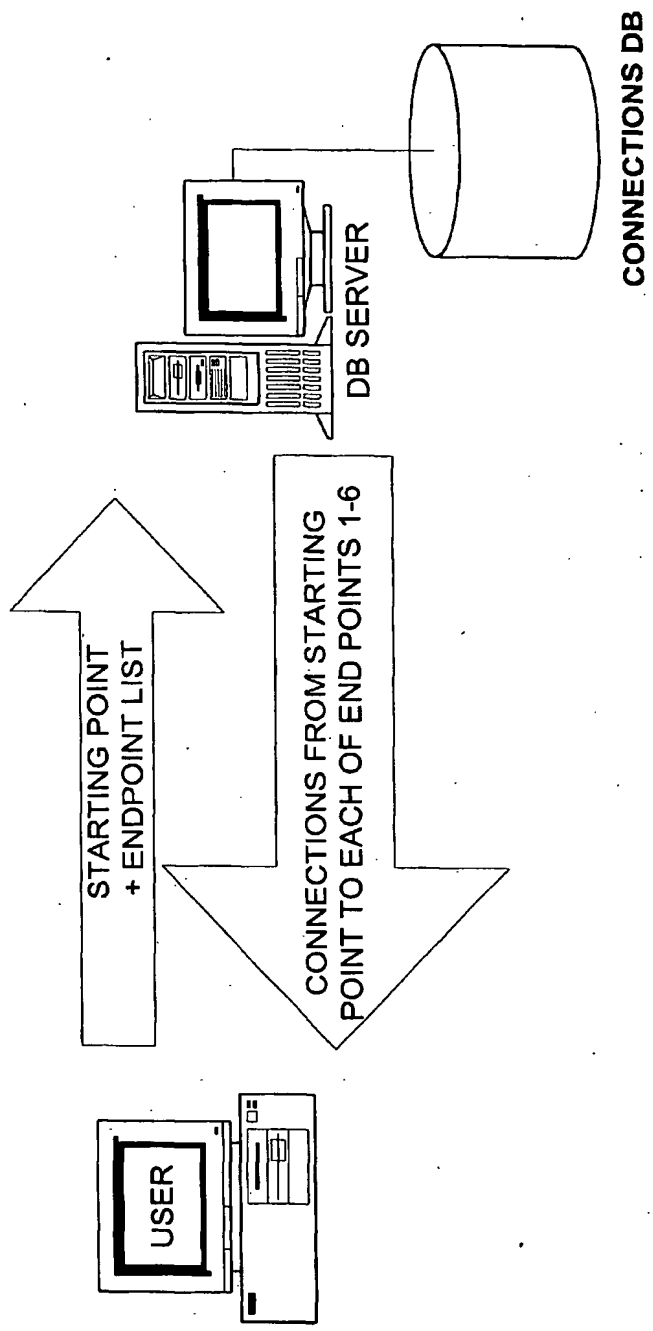 USER
STARTING POINT
+ ENDPOINT LIST
CONNECTIONS FROM STARTING
POINT TO EACH OF END POINTS 1-6
DB SERVER
CONNECTIONS DB